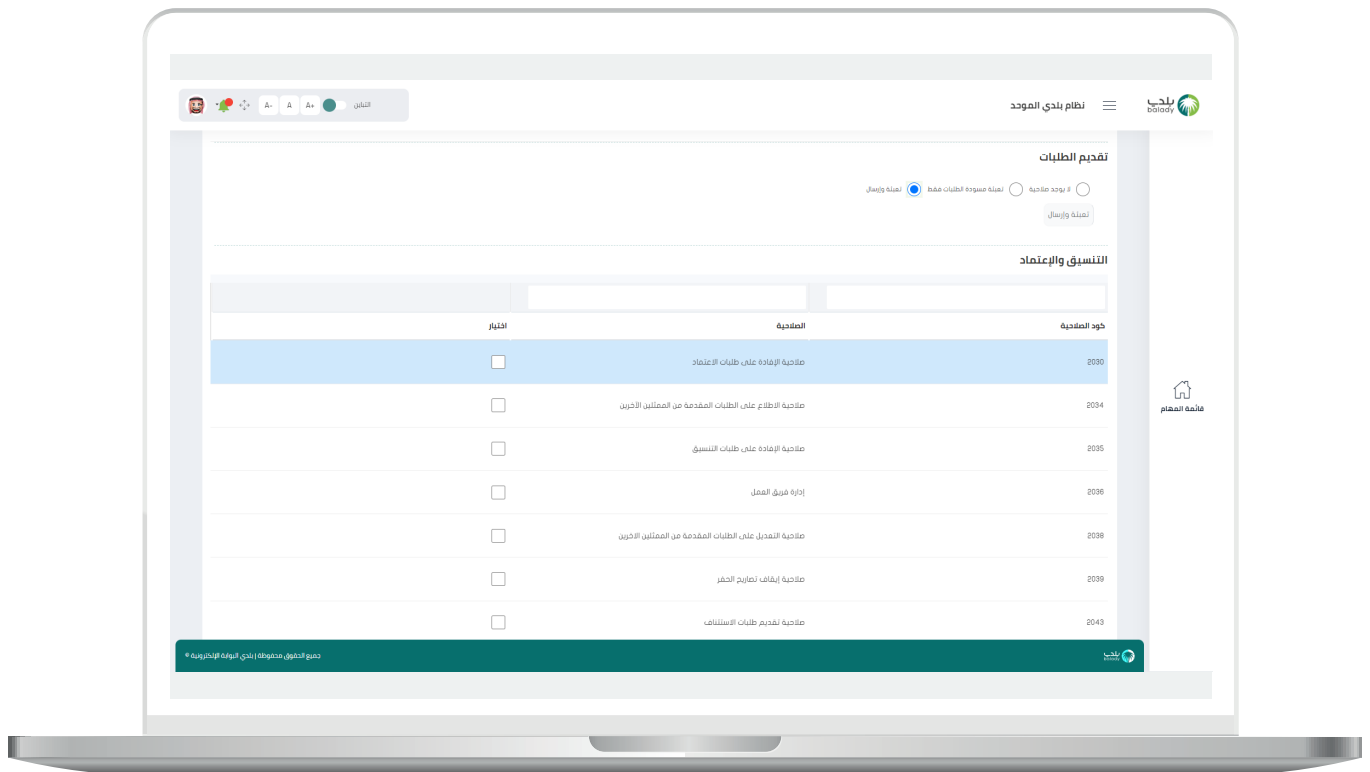 بلدي
balady
نظام بلدي الموحد
التباين
A+
A
A-
تقديم الطلبات
لا يوجد صلاحية
تعبئة مسودة الطلبات فقط
تعبئة وإرسال
تعبئة وإرسال
التنسيق والإعتماد
كود الصلاحية الصلاحية اختيار
2030 صلاحية الإفادة على طلبات الاعتماد
2034 صلاحية الاطلاع على الطلبات المقدمة من الممثلين الآخرين
2035 صلاحية الإفادة على طلبات التنسيق
2036 إدارة فريق العمل
2038 صلاحية التعديل على الطلبات المقدمة من الممثلين الاخرين
2039 صلاحية إيقاف تصاريح الحفر
2043 صلاحية تقديم طلبات الاستئناف
قائمة المهام
بلدي
balady
جميع الحقوق محفوظة | بلدي البوابة الإلكترونية ©